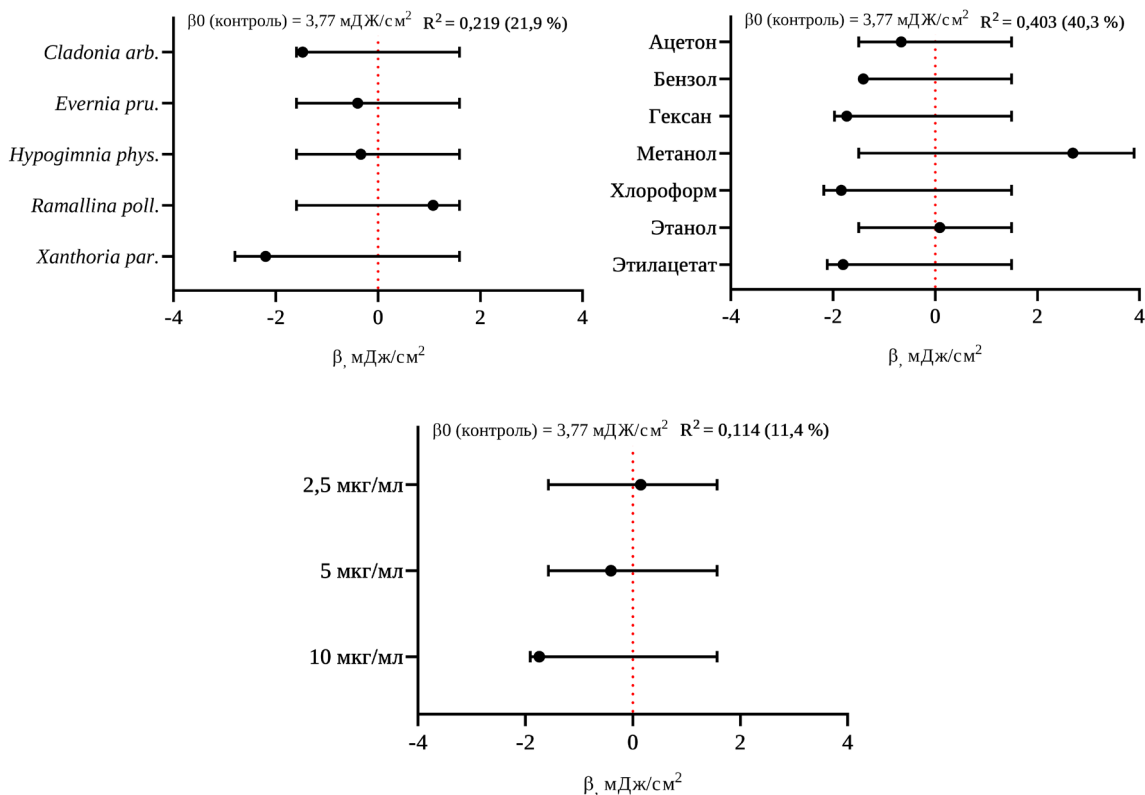 β0 (контроль) = 3,77 мДж/см² R² = 0,219 (21,9 %)
Cladonia arb.
Evernia pru.
Hypogimnia phys.
Ramallina poll.
Xanthoria par.
-4 -2 0 2 4
β, мДж/см²
β0 (контроль) = 3,77 мДЖ/см² R² = 0,403 (40,3 %)
Ацетон
Бензол
Гексан
Метанол
Хлороформ
Этанол
Этилацетат
-4 -2 0 2 4
β, мДж/см²
β0 (контроль) = 3,77 мДЖ/см² R² = 0,114 (11,4 %)
2,5 мкг/мл
5 мкг/мл
10 мкг/мл
-4 -2 0 2 4
β, мДж/см²